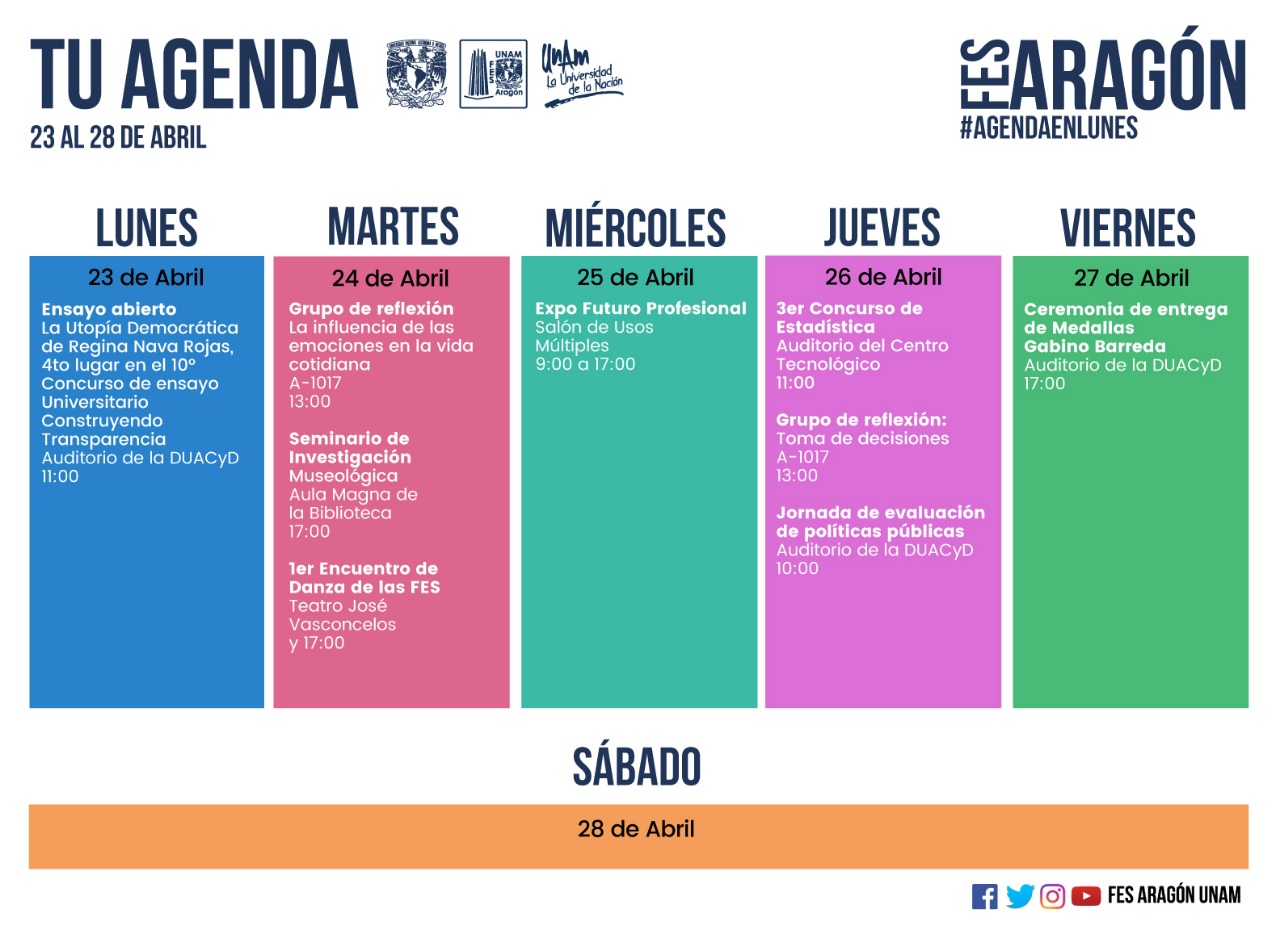 TU AGENDA
23 AL 28 DE ABRIL
UNAM
FES
Aragón
UnAm
La Universidad
de la Nación
FES ARAGÓN
#AGENDAENLUNES
LUNES
23 de Abril
Ensayo abierto
La Utopía Democrática
de Regina Nava Rojas,
4to lugar en el 10°
Concurso de ensayo
Universitario
Construyendo
Transparencia
Auditorio de la DUACyD
11:00
MARTES
24 de Abril
Grupo de reflexión
La influencia de las
emociones en la vida
cotidiana
A-1017
13:00
Seminario de
Investigación
Museológica
Aula Magna de
la Biblioteca
17:00
1er Encuentro de
Danza de las FES
Teatro José
Vasconcelos
y 17:00
MIÉRCOLES
25 de Abril
Expo Futuro Profesional
Salón de Usos
Múltiples
9:00 a 17:00
JUEVES
26 de Abril
3er Concurso de
Estadística
Auditorio del Centro
Tecnológico
11:00
Grupo de reflexión:
Toma de decisiones
A-1017
13:00
Jornada de evaluación
de políticas públicas
Auditorio de la DUACyD
10:00
VIERNES
27 de Abril
Ceremonia de entrega
de Medallas
Gabino Barreda
Auditorio de la DUACyD
17:00
SÁBADO
28 de Abril
FES ARAGÓN UNAM